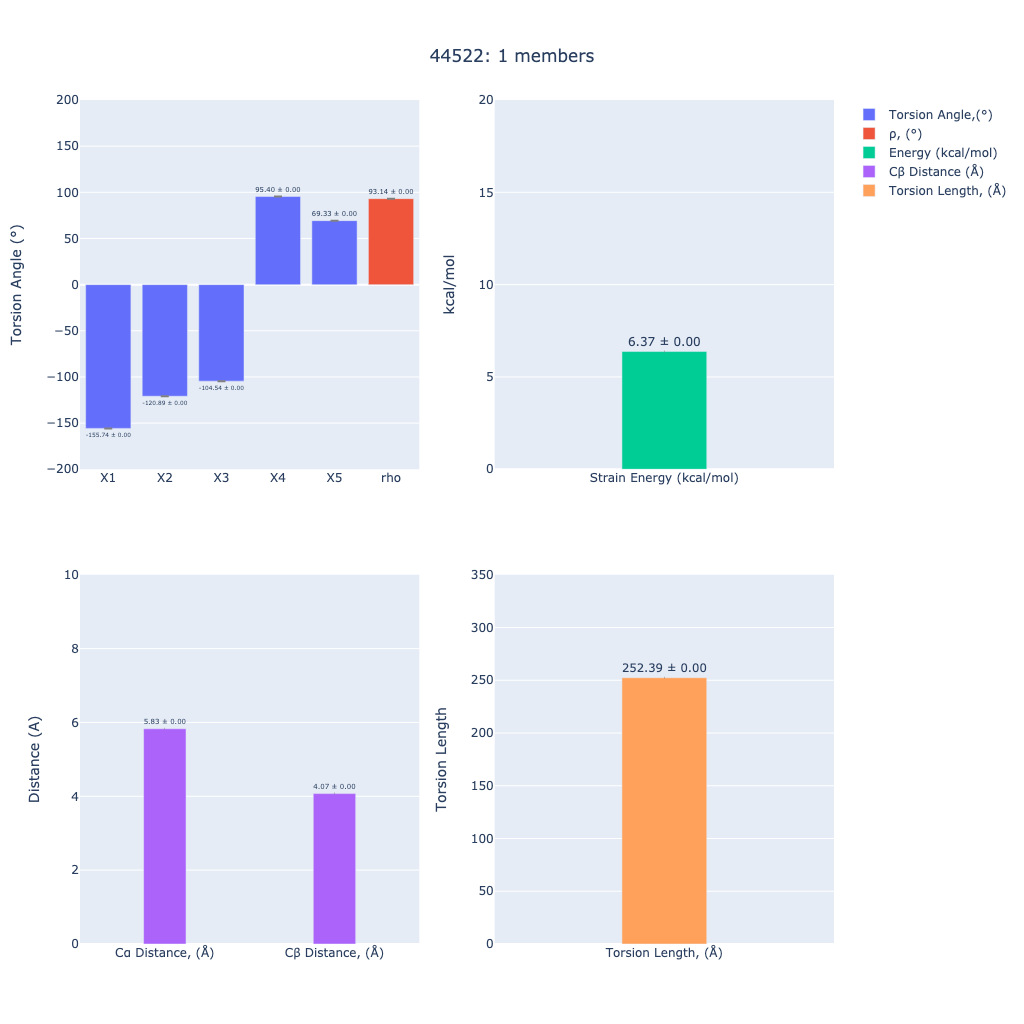 44522: 1 members
Torsion Angle (°)
200
150
100
50
0
−50
−100
−150
−200
-155.74 ± 0.00
-120.89 ± 0.00
-104.54 ± 0.00
95.40 ± 0.00
69.33 ± 0.00
93.14 ± 0.00
X1
X2
X3
X4
X5
rho
kcal/mol
20
15
10
5
0
6.37 ± 0.00
Strain Energy (kcal/mol)
Torsion Angle,(°)
ρ, (°)
Energy (kcal/mol)
Cβ Distance (Å)
Torsion Length, (Å)
Distance (A)
10
8
6
4
2
0
5.83 ± 0.00
4.07 ± 0.00
Cα Distance, (Å)
Cβ Distance, (Å)
Torsion Length
350
300
250
200
150
100
50
0
252.39 ± 0.00
Torsion Length, (Å)